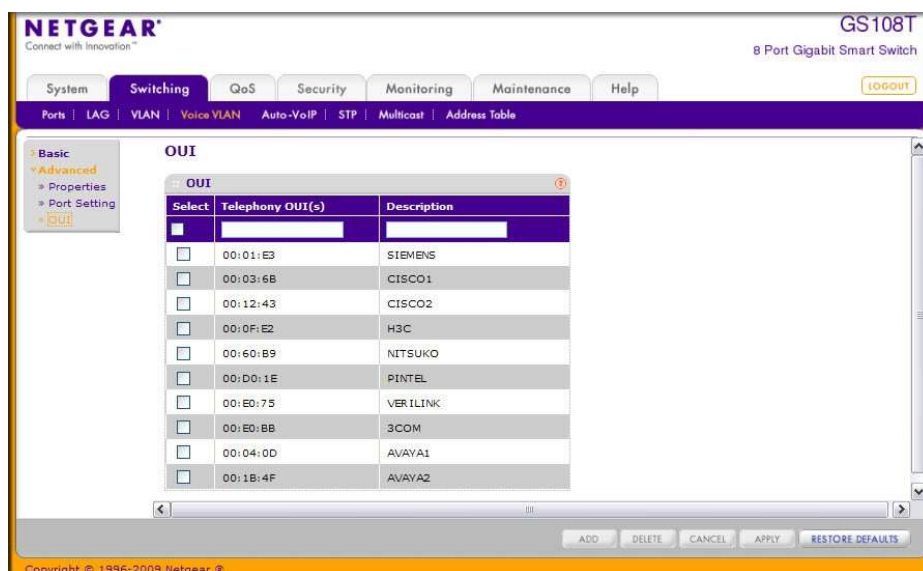 NETGEAR®
Connect with Innovation™
GS108T
8 Port Gigabit Smart Switch
System Switching QoS Security Monitoring Maintenance Help LOGOUT
Ports | LAG | VLAN | Voice VLAN | Auto-VoIP | STP | Multicast | Address Table
Basic
Advanced
» Properties
» Port Setting
» OUI
OUI
OUI
Select Telephony OUI(s) Description
00:01:E3 SIEMENS
00:03:6B CISCO1
00:12:43 CISCO2
00:0F:E2 H3C
00:60:B9 NITSUKO
00:D0:1E PINTEL
00:E0:75 VERILINK
00:E0:BB 3COM
00:04:0D AVAYA1
00:1B:4F AVAYA2
ADD DELETE CANCEL APPLY RESTORE DEFAULTS
Copyright © 1996-2009 Netgear ®